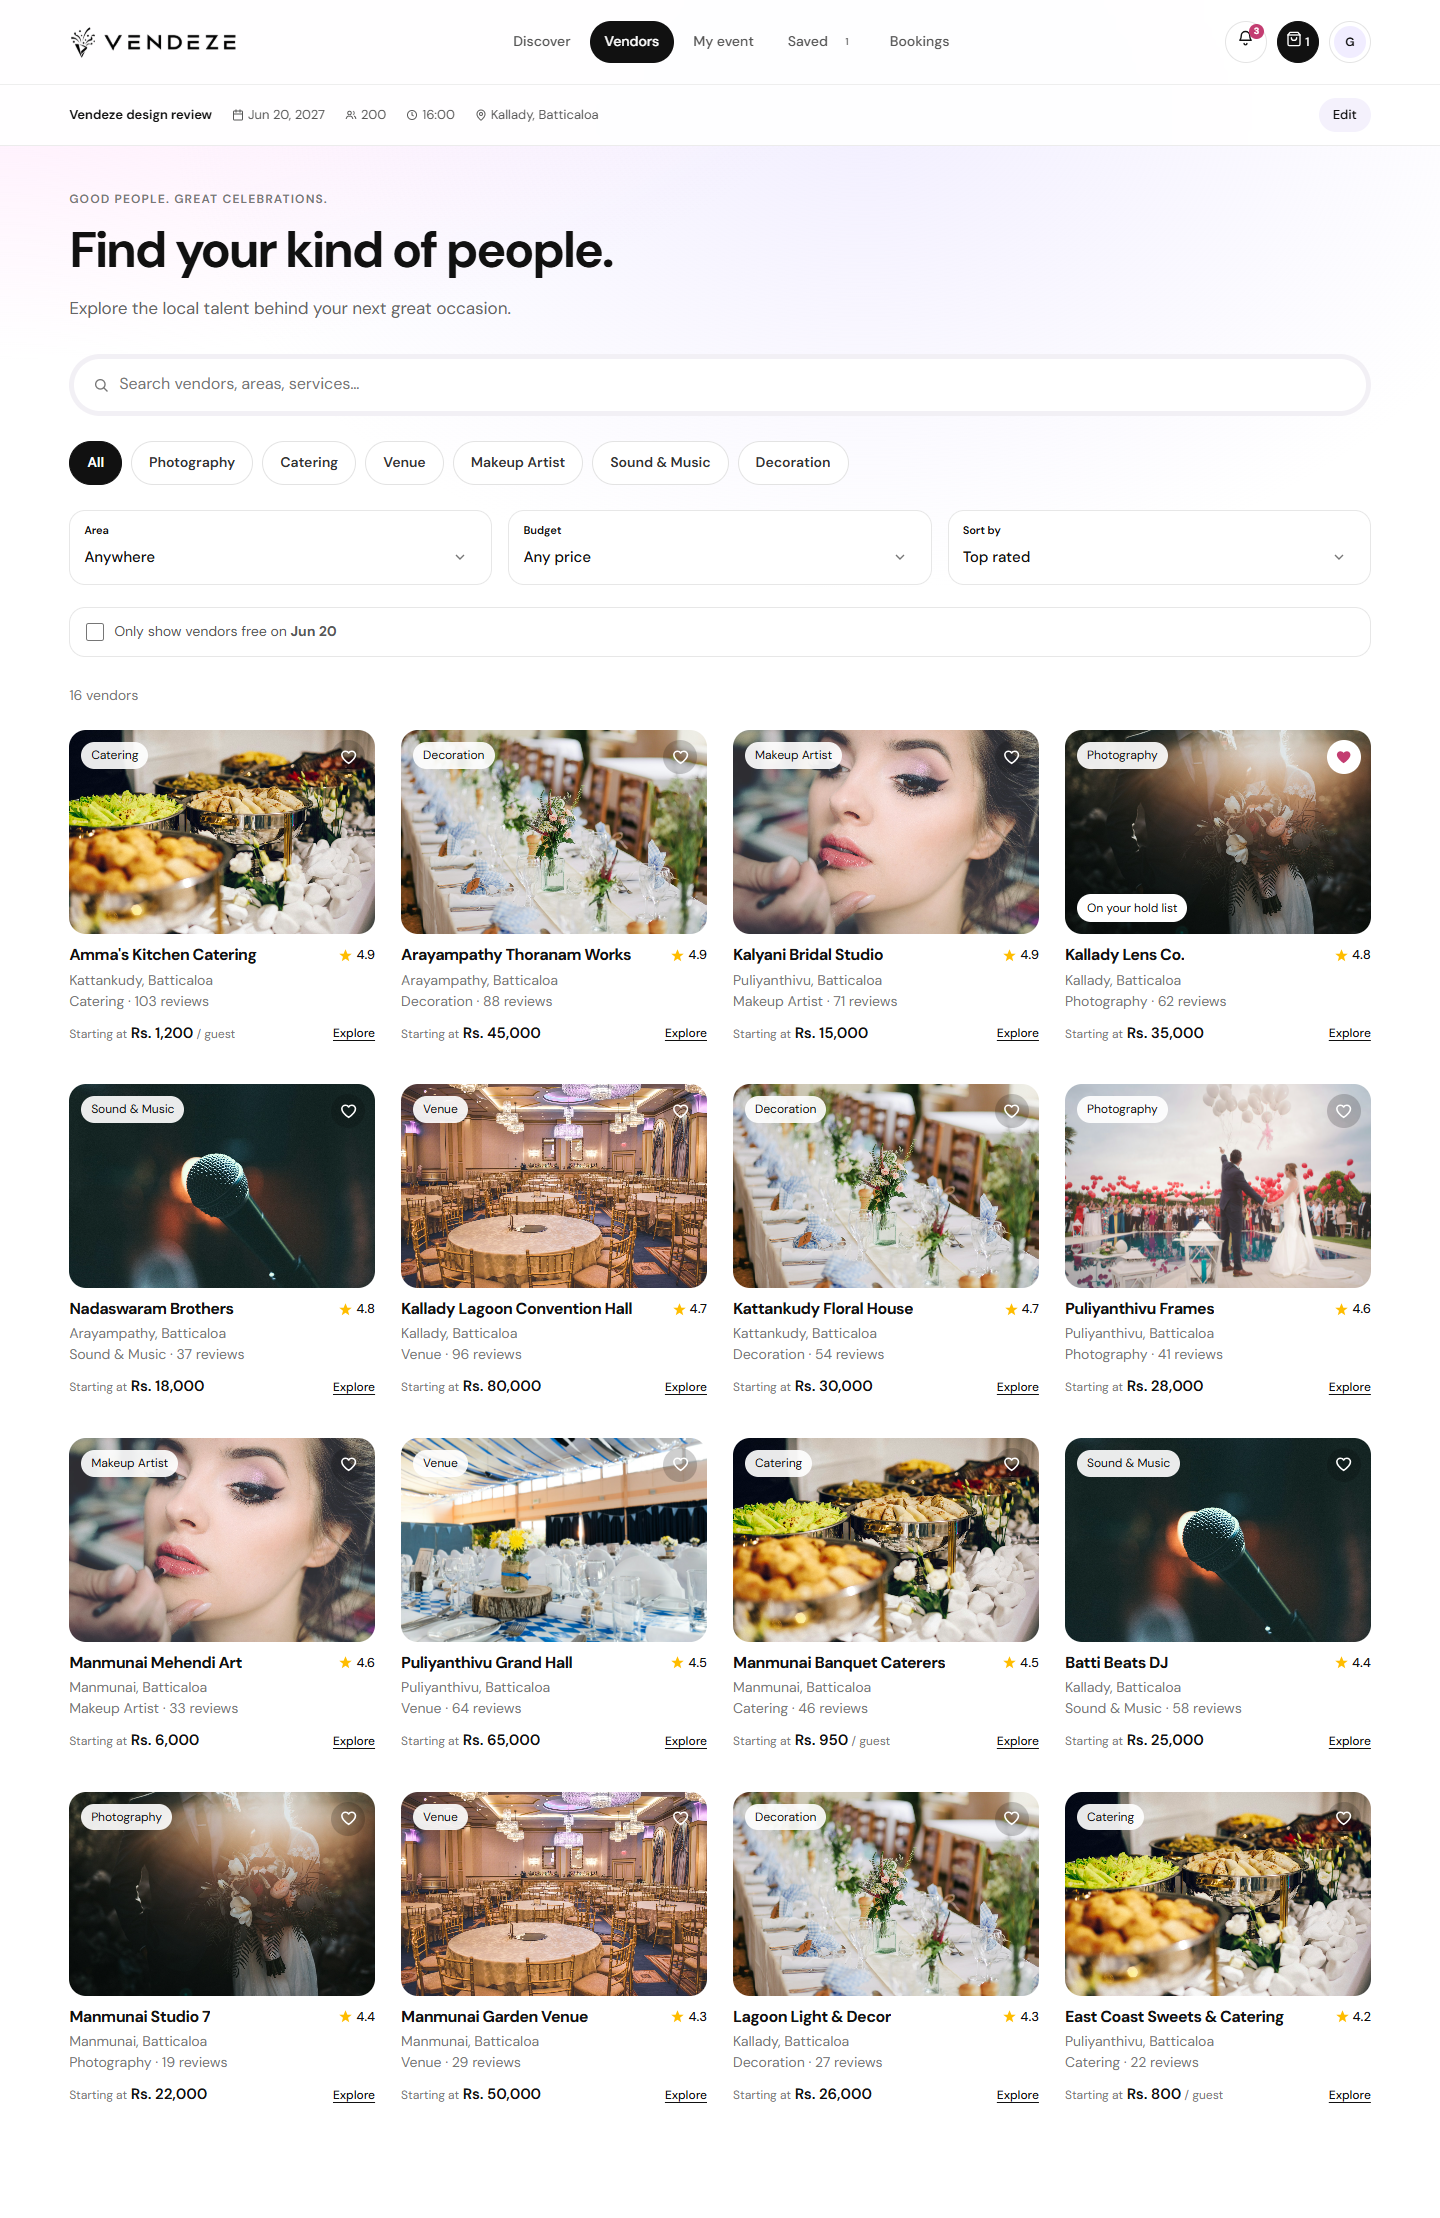 VENDEZE
Discover
Vendors
My event
Saved 1
Bookings
3
1
G
Vendeze design review
Jun 20, 2027
200
16:00
Kallady, Batticaloa
Edit
GOOD PEOPLE. GREAT CELEBRATIONS.
Find your kind of people.
Explore the local talent behind your next great occasion.
Search vendors, areas, services...
All
Photography
Catering
Venue
Makeup Artist
Sound & Music
Decoration
Area
Anywhere
Budget
Any price
Sort by
Top rated
Only show vendors free on Jun 20
16 vendors
Catering
Amma's Kitchen Catering
4.9
Kattankudy, Batticaloa
Catering · 103 reviews
Starting at Rs. 1,200 / guest
Explore
Decoration
Arayampathy Thoranam Works
4.9
Arayampathy, Batticaloa
Decoration · 88 reviews
Starting at Rs. 45,000
Explore
Makeup Artist
Kalyani Bridal Studio
4.9
Puliyanthivu, Batticaloa
Makeup Artist · 71 reviews
Starting at Rs. 15,000
Explore
Photography
On your hold list
Kallady Lens Co.
4.8
Kallady, Batticaloa
Photography · 62 reviews
Starting at Rs. 35,000
Explore
Sound & Music
Nadaswaram Brothers
4.8
Arayampathy, Batticaloa
Sound & Music · 37 reviews
Starting at Rs. 18,000
Explore
Venue
Kallady Lagoon Convention Hall
4.7
Kallady, Batticaloa
Venue · 96 reviews
Starting at Rs. 80,000
Explore
Decoration
Kattankudy Floral House
4.7
Kattankudy, Batticaloa
Decoration · 54 reviews
Starting at Rs. 30,000
Explore
Photography
Puliyanthivu Frames
4.6
Puliyanthivu, Batticaloa
Photography · 41 reviews
Starting at Rs. 28,000
Explore
Makeup Artist
Manmunai Mehendi Art
4.6
Manmunai, Batticaloa
Makeup Artist · 33 reviews
Starting at Rs. 6,000
Explore
Venue
Puliyanthivu Grand Hall
4.5
Puliyanthivu, Batticaloa
Venue · 64 reviews
Starting at Rs. 65,000
Explore
Catering
Manmunai Banquet Caterers
4.5
Manmunai, Batticaloa
Catering · 46 reviews
Starting at Rs. 950 / guest
Explore
Sound & Music
Batti Beats DJ
4.4
Kallady, Batticaloa
Sound & Music · 58 reviews
Starting at Rs. 25,000
Explore
Photography
Manmunai Studio 7
4.4
Manmunai, Batticaloa
Photography · 19 reviews
Starting at Rs. 22,000
Explore
Venue
Manmunai Garden Venue
4.3
Manmunai, Batticaloa
Venue · 29 reviews
Starting at Rs. 50,000
Explore
Decoration
Lagoon Light & Decor
4.3
Kallady, Batticaloa
Decoration · 27 reviews
Starting at Rs. 26,000
Explore
Catering
East Coast Sweets & Catering
4.2
Puliyanthivu, Batticaloa
Catering · 22 reviews
Starting at Rs. 800 / guest
Explore